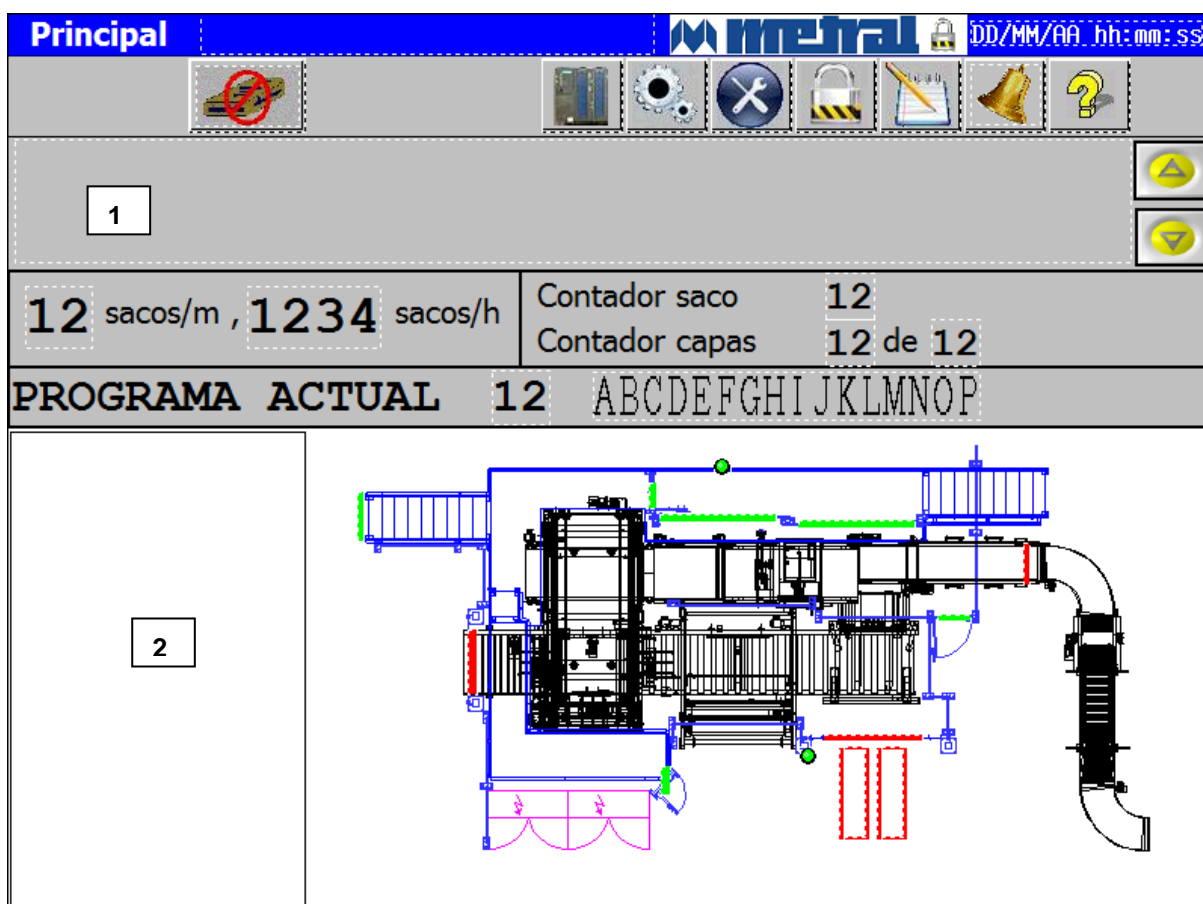 Principal metral DD/MM/AA hh:mm:ss
1
12 sacos/m , 1234 sacos/h
Contador saco 12
Contador capas 12 de 12
PROGRAMA ACTUAL 12 ABCDEFGHIJKLMNOP
2